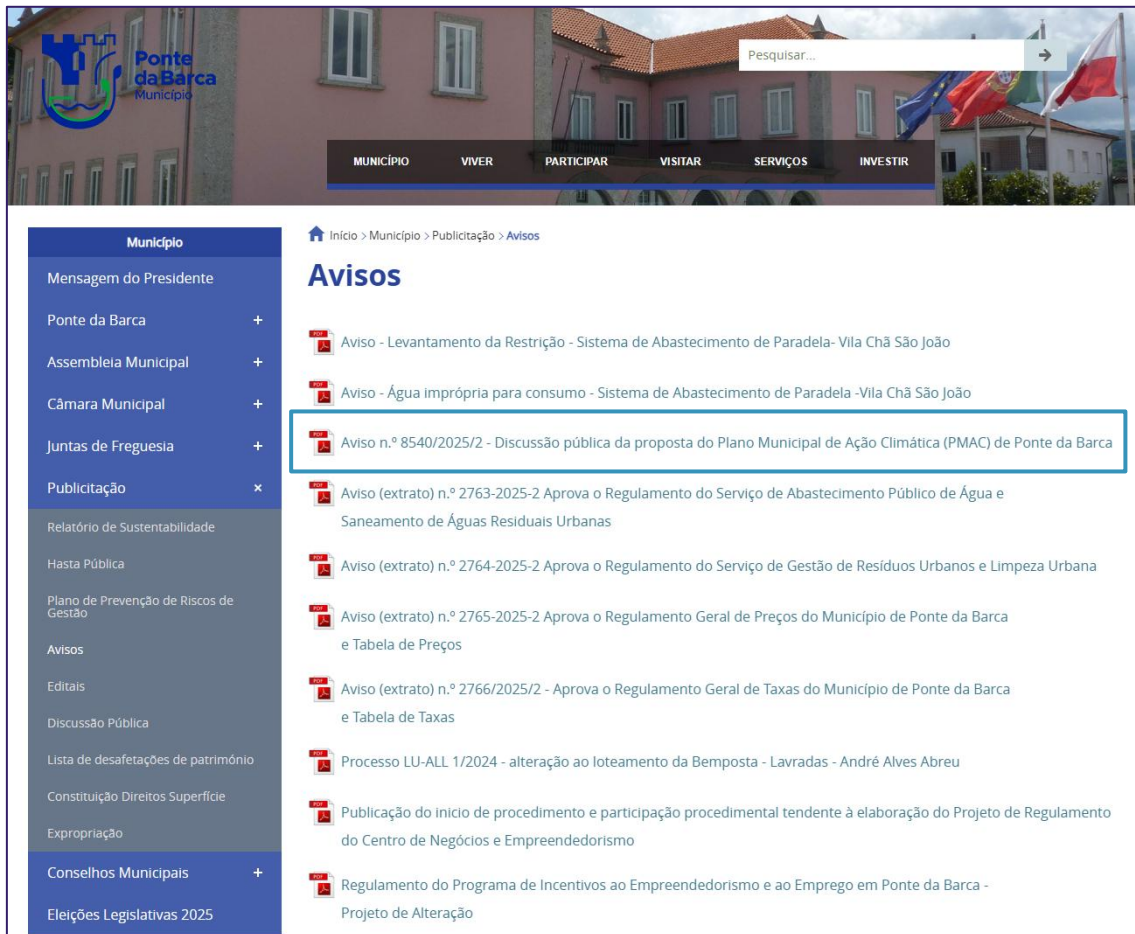 Ponte
da Barca
Município
Pesquisar...
MUNICÍPIO VIVER PARTICIPAR VISITAR SERVIÇOS INVESTIR
Município
Mensagem do Presidente
Ponte da Barca +
Assembleia Municipal +
Câmara Municipal +
Juntas de Freguesia +
Publicitação ×
Relatório de Sustentabilidade
Hasta Pública
Plano de Prevenção de Riscos de
Gestão
Avisos
Editais
Discussão Pública
Lista de desafetações de património
Constituição Direitos Superfície
Expropriação
Conselhos Municipais +
Eleições Legislativas 2025
Início > Município > Publicitação > Avisos
Avisos
PDF Aviso - Levantamento da Restrição - Sistema de Abastecimento de Paradela- Vila Chã São João
PDF Aviso - Água imprópria para consumo - Sistema de Abastecimento de Paradela -Vila Chã São João
PDF Aviso n.º 8540/2025/2 - Discussão pública da proposta do Plano Municipal de Ação Climática (PMAC) de Ponte da Barca
PDF Aviso (extrato) n.º 2763-2025-2 Aprova o Regulamento do Serviço de Abastecimento Público de Água e
Saneamento de Águas Residuais Urbanas
PDF Aviso (extrato) n.º 2764-2025-2 Aprova o Regulamento do Serviço de Gestão de Resíduos Urbanos e Limpeza Urbana
PDF Aviso (extrato) n.º 2765-2025-2 Aprova o Regulamento Geral de Preços do Município de Ponte da Barca
e Tabela de Preços
PDF Aviso (extrato) n.º 2766/2025/2 - Aprova o Regulamento Geral de Taxas do Município de Ponte da Barca
e Tabela de Taxas
PDF Processo LU-ALL 1/2024 - alteração ao loteamento da Bemposta - Lavradas - André Alves Abreu
PDF Publicação do inicio de procedimento e participação procedimental tendente à elaboração do Projeto de Regulamento
do Centro de Negócios e Empreendedorismo
PDF Regulamento do Programa de Incentivos ao Empreendedorismo e ao Emprego em Ponte da Barca -
Projeto de Alteração